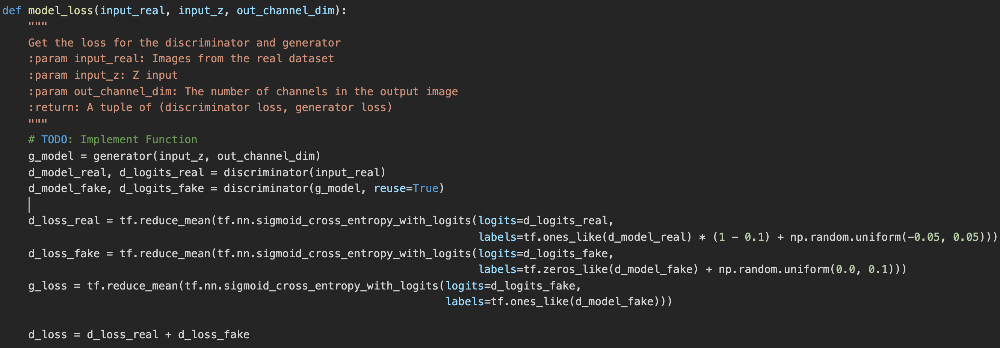 def model_loss(input_real, input_z, out_channel_dim):
    """
    Get the loss for the discriminator and generator
    :param input_real: Images from the real dataset
    :param input_z: Z input
    :param out_channel_dim: The number of channels in the output image
    :return: A tuple of (discriminator loss, generator loss)
    """
    # TODO: Implement Function
    g_model = generator(input_z, out_channel_dim)
    d_model_real, d_logits_real = discriminator(input_real)
    d_model_fake, d_logits_fake = discriminator(g_model, reuse=True)
    d_loss_real = tf.reduce_mean(tf.nn.sigmoid_cross_entropy_with_logits(logits=d_logits_real,
                                                                         labels=tf.ones_like(d_model_real) * (1 - 0.1) + np.random.uniform(-0.05, 0.05)))
    d_loss_fake = tf.reduce_mean(tf.nn.sigmoid_cross_entropy_with_logits(logits=d_logits_fake,
                                                                         labels=tf.zeros_like(d_model_fake) + np.random.uniform(0.0, 0.1)))
    g_loss = tf.reduce_mean(tf.nn.sigmoid_cross_entropy_with_logits(logits=d_logits_fake,
                                                                    labels=tf.ones_like(d_model_fake)))
    d_loss = d_loss_real + d_loss_fake